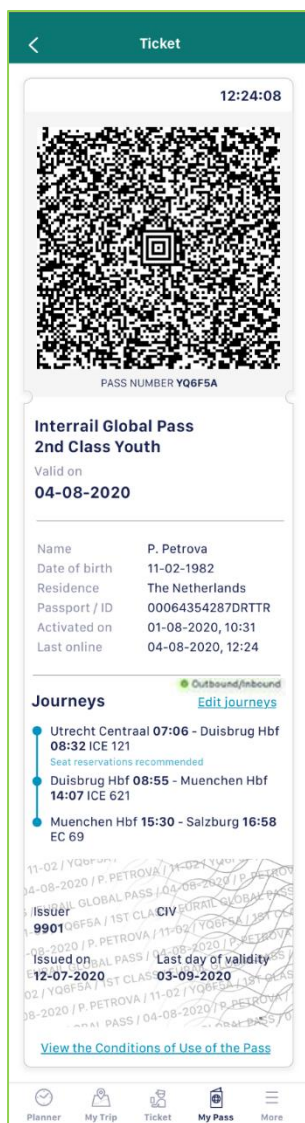 Ticket
12:24:08
PASS NUMBER YQ6F5A
Interrail Global Pass
2nd Class Youth
Valid on
04-08-2020
Name P. Petrova
Date of birth 11-02-1982
Residence The Netherlands
Passport / ID 00064354287DRTTR
Activated on 01-08-2020, 10:31
Last online 04-08-2020, 12:24
Outbound/Inbound
Journeys Edit journeys
Utrecht Centraal 07:06 - Duisbrug Hbf
08:32 ICE 121
Seat reservations recommended
Duisbrug Hbf 08:55 - Muenchen Hbf
14:07 ICE 621
Muenchen Hbf 15:30 - Salzburg 16:58
EC 69
Issuer CIV
9901
Issued on Last day of validity
12-07-2020 03-09-2020
View the Conditions of Use of the Pass
Planner My Trip Ticket My Pass More